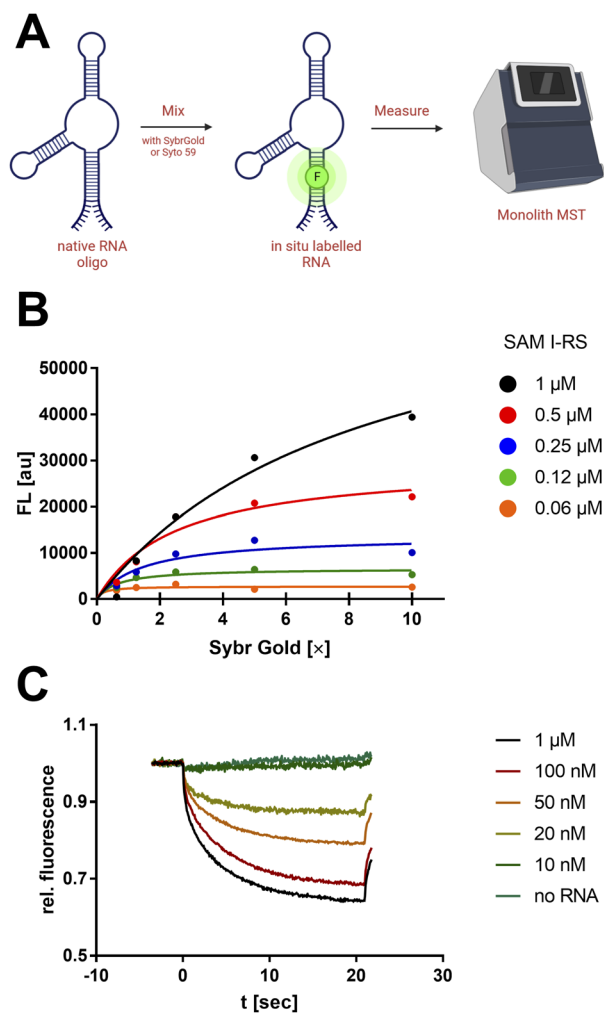 A
Mix
with SybrGold
or Syto 59
F
Measure
native RNA
oligo
in situ labelled
RNA
Monolith MST
B
SAM I-RS
50000
40000
30000
20000
10000
0
FL [au]
0
2
4
6
8
10
Sybr Gold [×]
1 µM
0.5 µM
0.25 µM
0.12 µM
0.06 µM
C
1.1
0.9
0.7
0.5
rel. fluorescence
-10
0
10
20
30
t [sec]
1 µM
100 nM
50 nM
20 nM
10 nM
no RNA